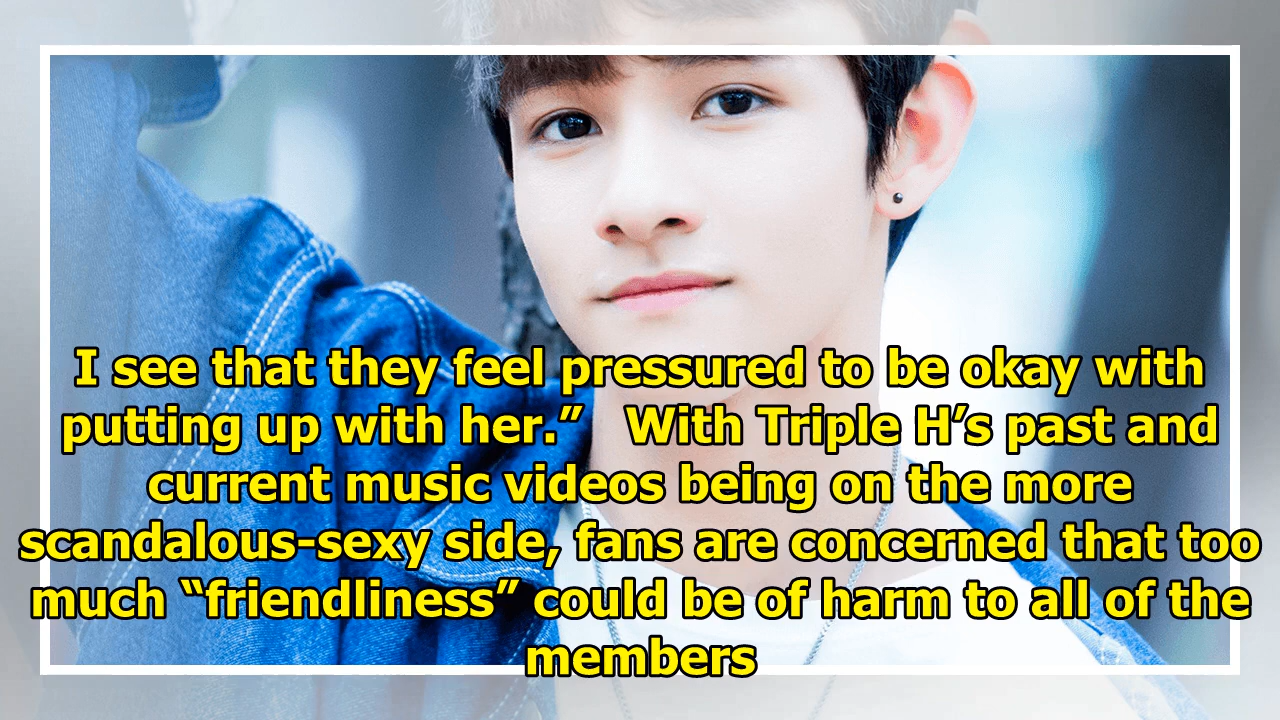 I see that they feel pressured to be okay with
putting up with her.”   With Triple H’s past and
current music videos being on the more
scandalous-sexy side, fans are concerned that too
much “friendliness” could be of harm to all of the
members